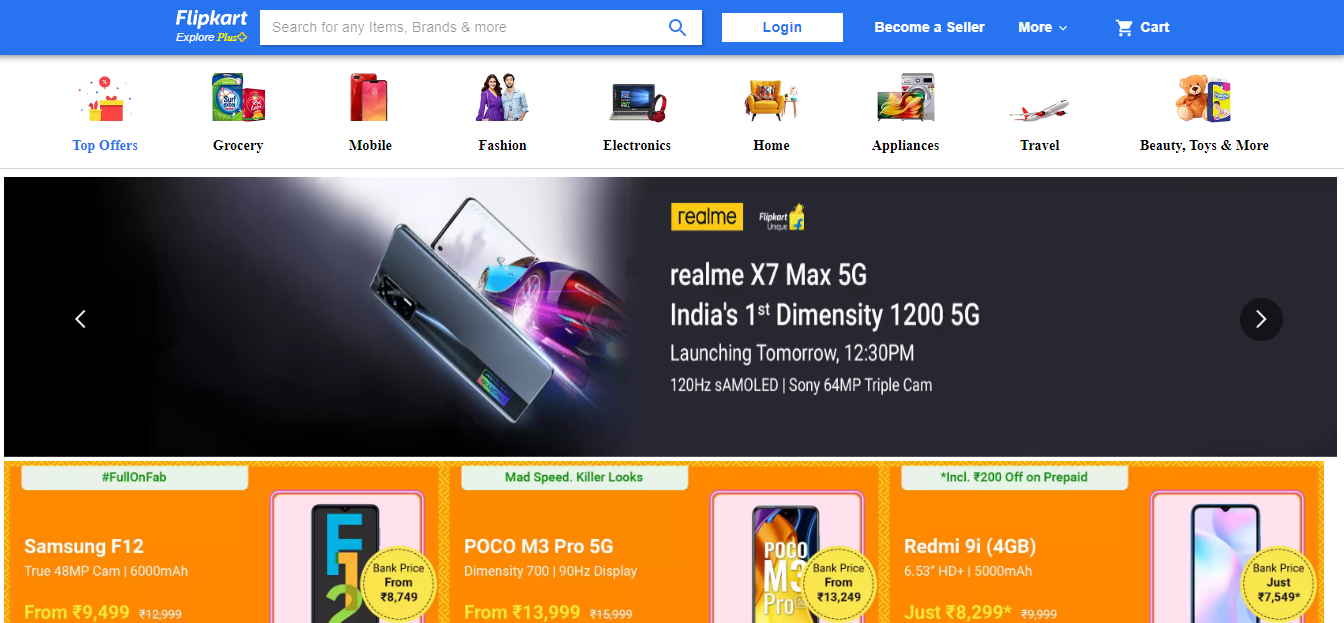 Flipkart
Explore Plus
Search for any Items, Brands & more
Login
Become a Seller
More
Cart
Top Offers
Grocery
Mobile
Fashion
Electronics
Home
Appliances
Travel
Beauty, Toys & More
realme
Flipkart
Unique
realme X7 Max 5G
India's 1st Dimensity 1200 5G
Launching Tomorrow, 12:30PM
120Hz sAMOLED | Sony 64MP Triple Cam
#FullOnFab
Samsung F12
True 48MP Cam | 6000mAh
From ₹9,499 ₹12,999
F12
Bank Price
From
₹8,749
Mad Speed. Killer Looks
POCO M3 Pro 5G
Dimensity 700 | 90Hz Display
From ₹13,999 ₹15,999
POCO
M3
Pro
Bank Price
From
₹13,249
*Incl. ₹200 Off on Prepaid
Redmi 9i (4GB)
6.53" HD+ | 5000mAh
Just ₹8,299* ₹9,999
Bank Price
Just
₹7,549*